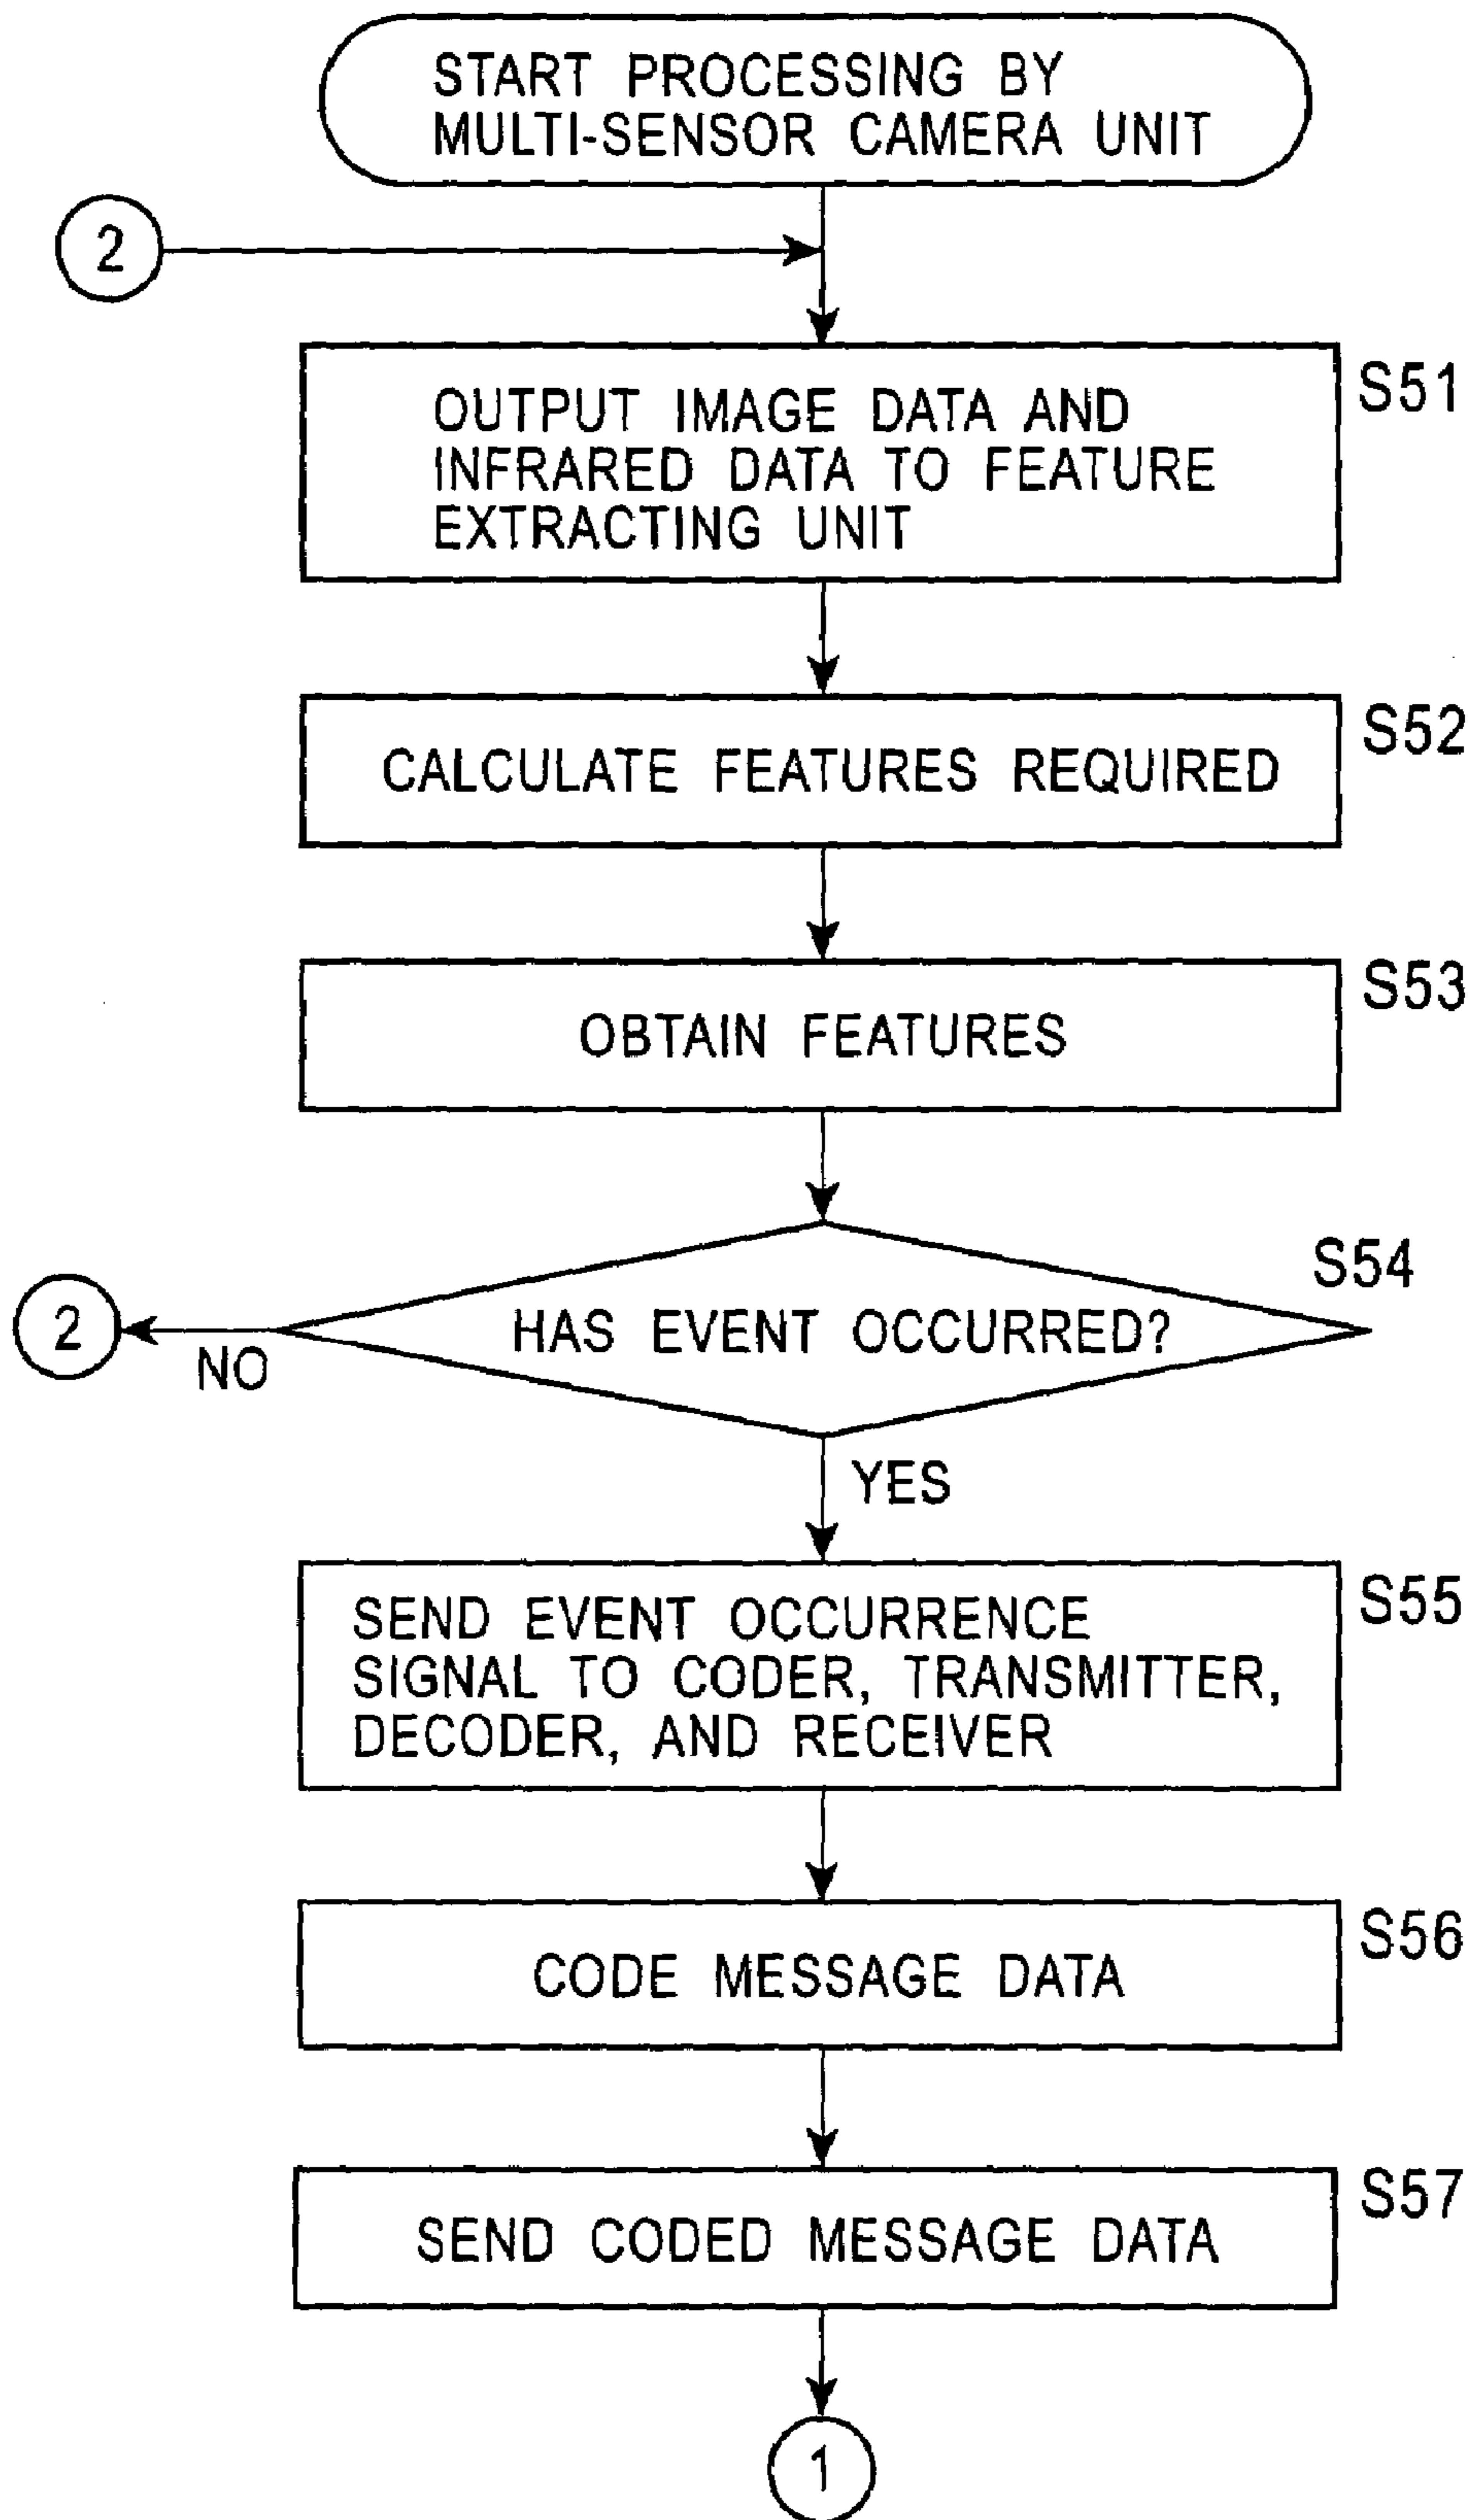 START PROCESSING BY
MULTI-SENSOR CAMERA UNIT
2
OUTPUT IMAGE DATA AND
INFRARED DATA TO FEATURE
EXTRACTING UNIT
S51
CALCULATE FEATURES REQUIRED
S52
OBTAIN FEATURES
S53
HAS EVENT OCCURRED?
S54
2
NO
YES
SEND EVENT OCCURRENCE
SIGNAL TO CODER, TRANSMITTER,
DECODER, AND RECEIVER
S55
CODE MESSAGE DATA
S56
SEND CODED MESSAGE DATA
S57
1